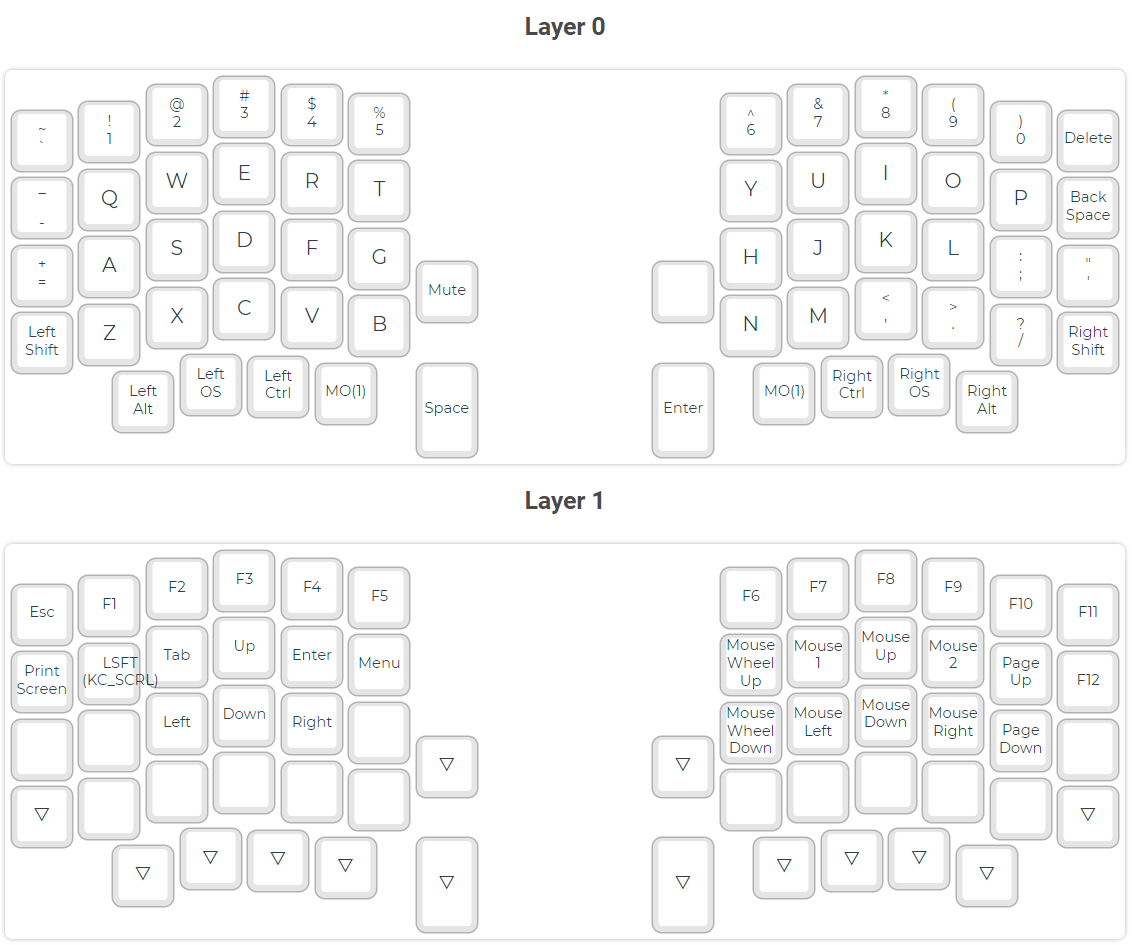 Layer 0
~
`
!
1
@
2
#
3
$
4
%
5
^
6
&
7
*
8
(
9
)
0
Delete
_
-
Q
W
E
R
T
Y
U
I
O
P
Back
Space
+
=
A
S
D
F
G
Mute
H
J
K
L
:
;
"
'
Left
Shift
Z
X
C
V
B
N
M
<
,
>
.
?
/
Right
Shift
Left
Alt
Left
OS
Left
Ctrl
MO(1)
Space
Enter
MO(1)
Right
Ctrl
Right
OS
Right
Alt
Layer 1
Esc
F1
F2
F3
F4
F5
F6
F7
F8
F9
F10
F11
Print
Screen
LSFT
(KC_SCRL)
Tab
Up
Enter
Menu
Mouse
Wheel
Up
Mouse
1
Mouse
Up
Mouse
2
Page
Up
F12
Left
Down
Right
▽
▽
Mouse
Wheel
Down
Mouse
Left
Mouse
Down
Mouse
Right
Page
Down
▽
▽
▽
▽
▽
▽
▽
▽
▽
▽
▽
▽